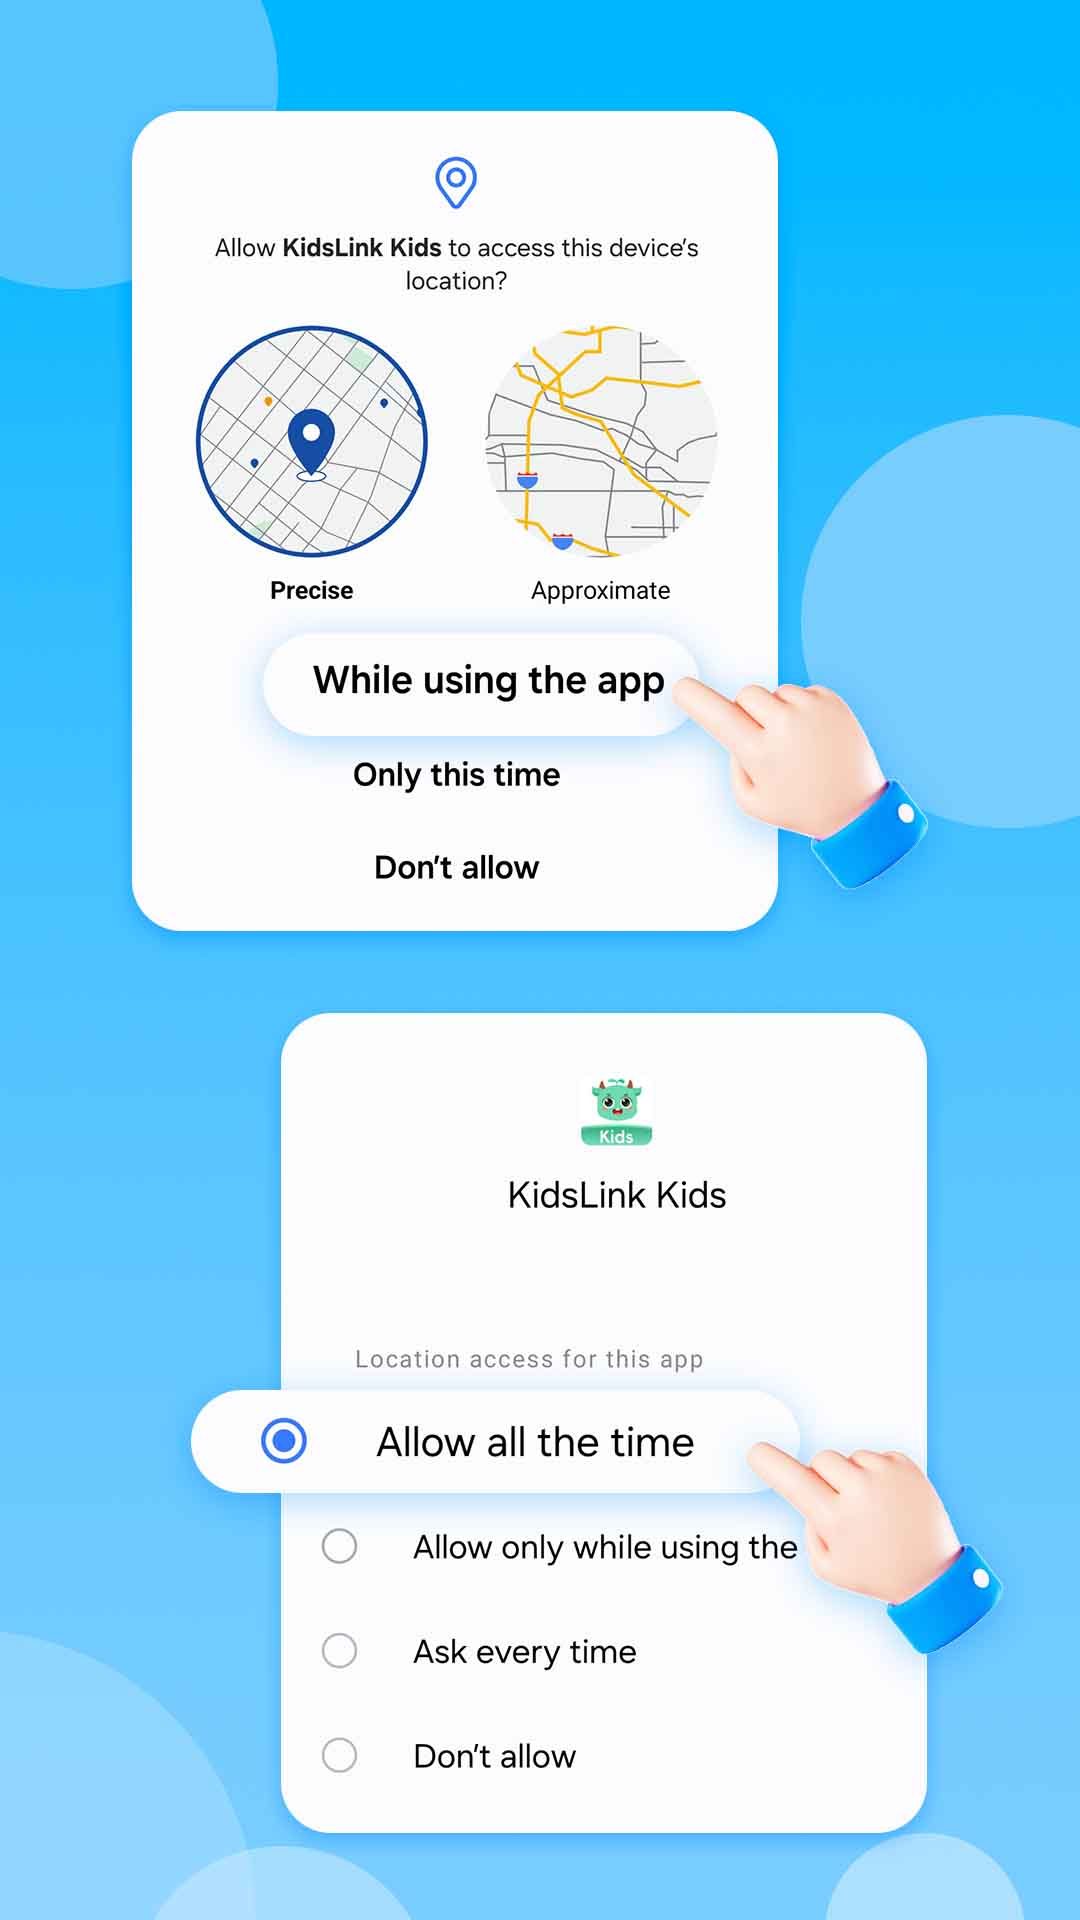 Allow KidsLink Kids to access this device's
location?
Precise
Approximate
While using the app
Only this time
Don't allow
Kids
KidsLink Kids
Location access for this app
Allow all the time
Allow only while using the
Ask every time
Don't allow